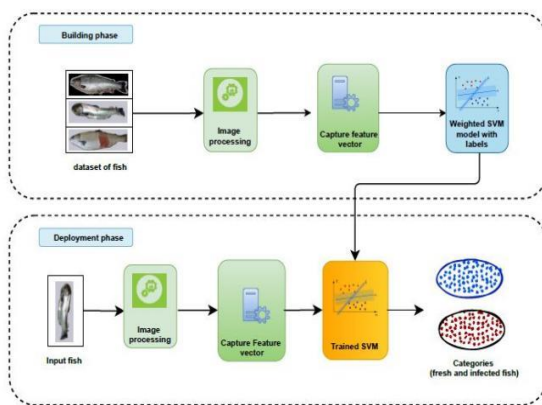 Building phase
dataset of fish
Image
processing
Capture feature
vector
Weighted SVM
model with
labels
Deployment phase
Input fish
Image
processing
Capture Feature
vector
Trained SVM
Categories
(fresh and infected fish)